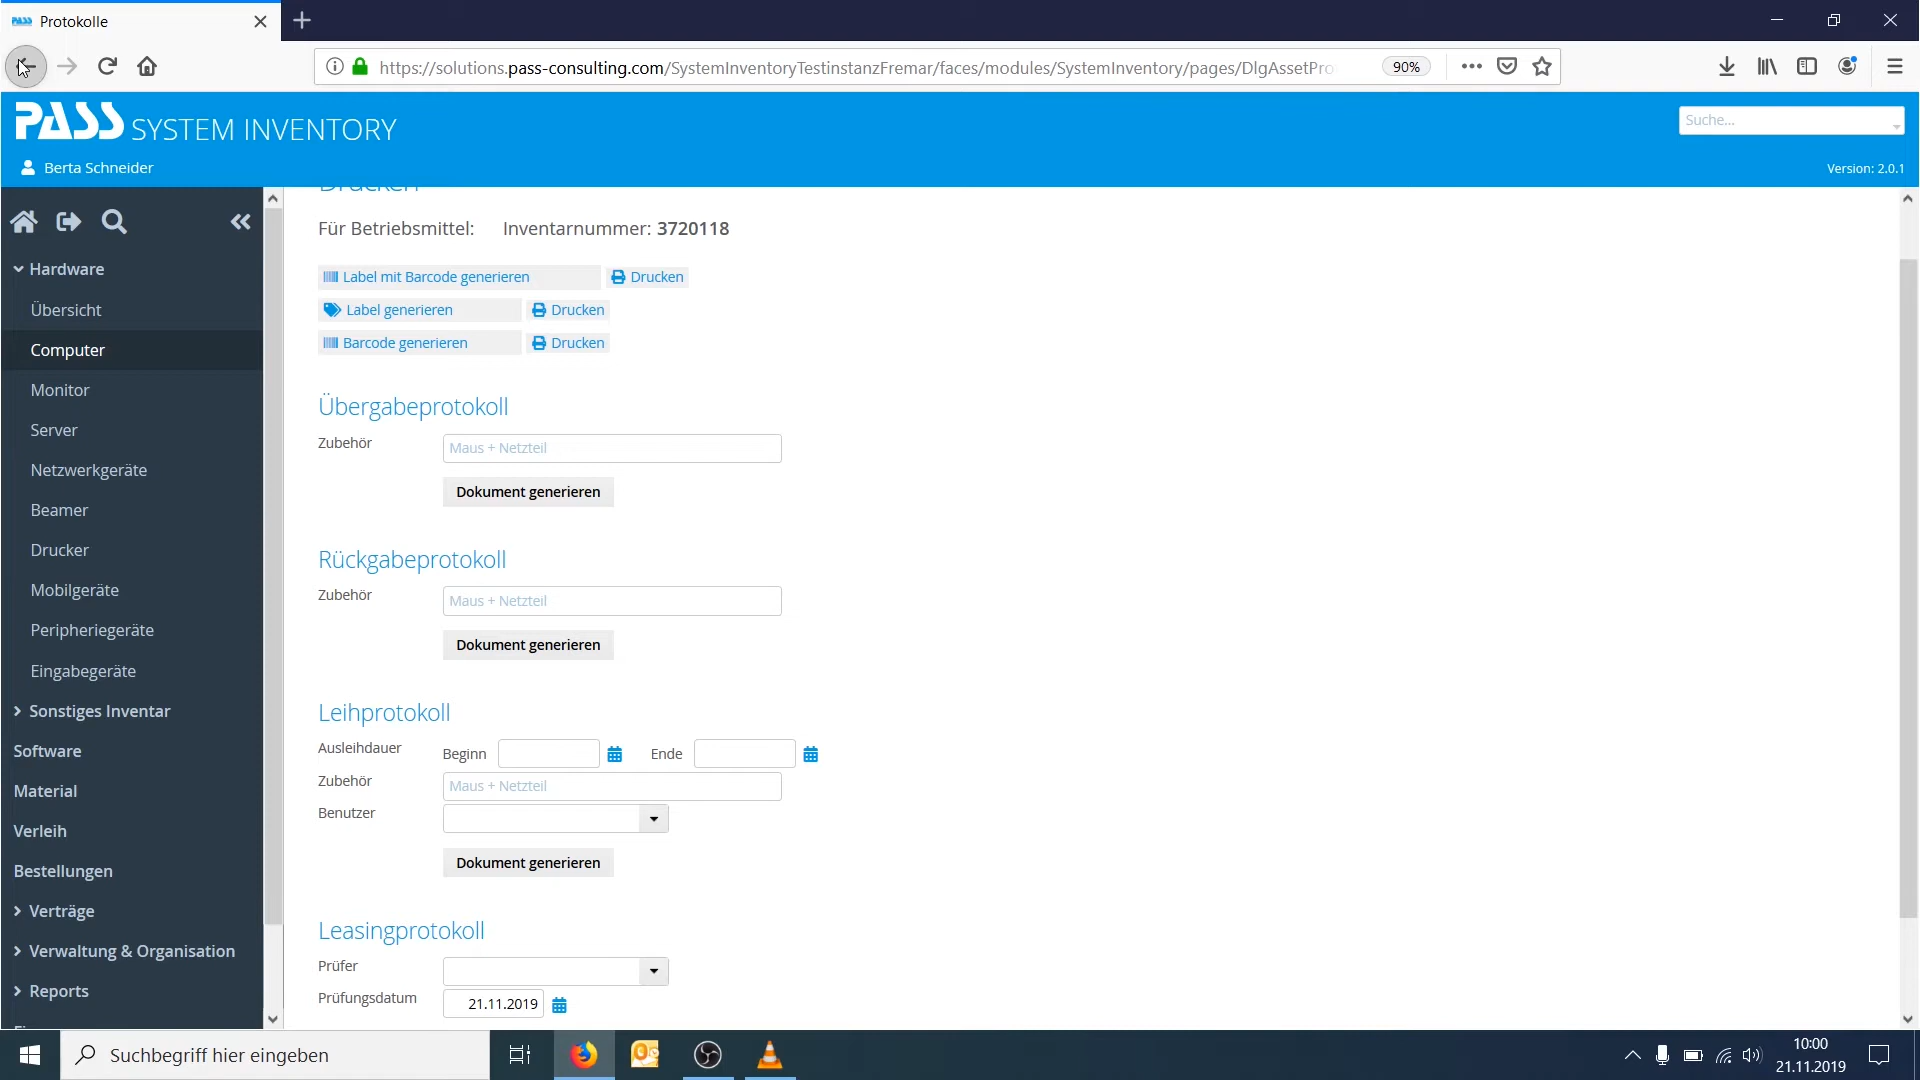 Protokolle
https://solutions.pass-consulting.com/SystemInventoryTestinstanzFremar/faces/modules/SystemInventory/pages/DlgAssetPro
90%
PASS SYSTEM INVENTORY
Suche...
Berta Schneider
Version: 2.0.1
Drucken
Für Betriebsmittel: Inventarnummer: 3720118
Label mit Barcode generieren Drucken
Label generieren Drucken
Barcode generieren Drucken
Übergabeprotokoll
Zubehör Maus + Netzteil
Dokument generieren
Rückgabeprotokoll
Zubehör Maus + Netzteil
Dokument generieren
Leihprotokoll
Ausleihdauer Beginn Ende
Zubehör Maus + Netzteil
Benutzer
Dokument generieren
Leasingprotokoll
Prüfer
Prüfungsdatum 21.11.2019
Hardware
Übersicht
Computer
Monitor
Server
Netzwerkgeräte
Beamer
Drucker
Mobilgeräte
Peripheriegeräte
Eingabegeräte
Sonstiges Inventar
Software
Material
Verleih
Bestellungen
Verträge
Verwaltung & Organisation
Reports
Suchbegriff hier eingeben
10:00
21.11.2019